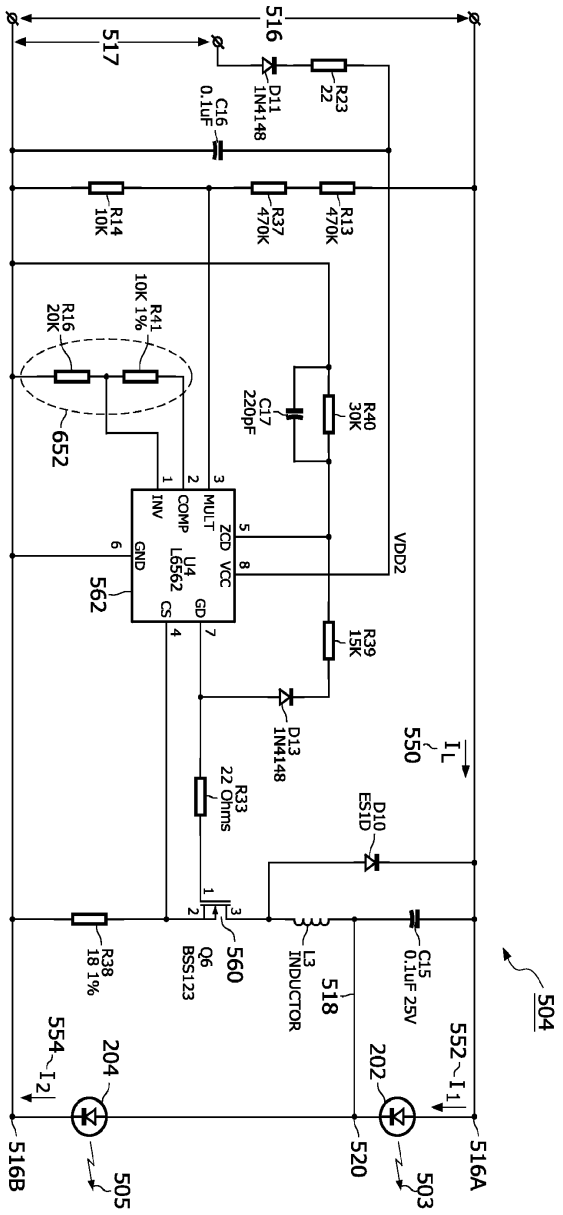 516
517
R23
22
D11
1N4148
C16
0.1uF
R13
470K
R37
470K
R14
10K
R41
10K 1%
R16
20K
652
R40
30K
C17
220pF
VDD2
1
2
3
5
8
INV
COMP
MULT
ZCD
VCC
U4
L6562
GND
6
562
CS
4
GD
7
R39
15K
D13
1N4148
R33
22 Ohms
IL
550
D10
ES1D
C15
0.1uF 25V
L3
INDUCTOR
518
560
1
2
3
Q6
BSS123
R38
18 1%
504
552
I1
202
503
554
I2
204
505
516A
520
516B